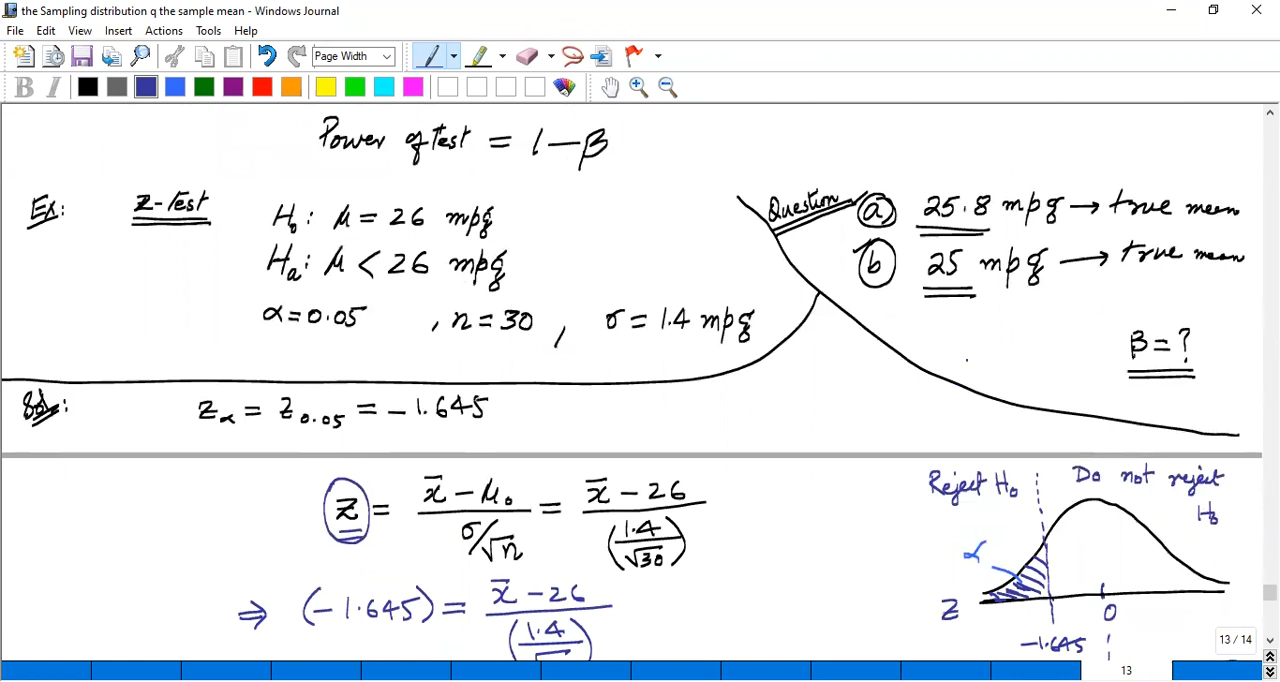 the Sampling distribution q the sample mean - Windows Journal
File Edit View Insert Actions Tools Help
Page Width
B I
Power of Test = 1 - β
Ex: Z-Test
H₀: μ = 26 mpg
Hₐ: μ < 26 mpg
α = 0.05 , n = 30 , σ = 1.4 mpg
Question
a) 25.8 mpg → true mean
b 25 mpg → true mean
β = ?
Sol: Z_α = Z_0.05 = -1.645
Z = (x̄ - μ₀)/(σ/√n) = (x̄ - 26)/(1.4/√30)
⇒ (-1.645) = (x̄ - 26)/(1.4/√
Reject H₀ Do not reject H₀
α
Z
0
-1.645
13 / 14
13